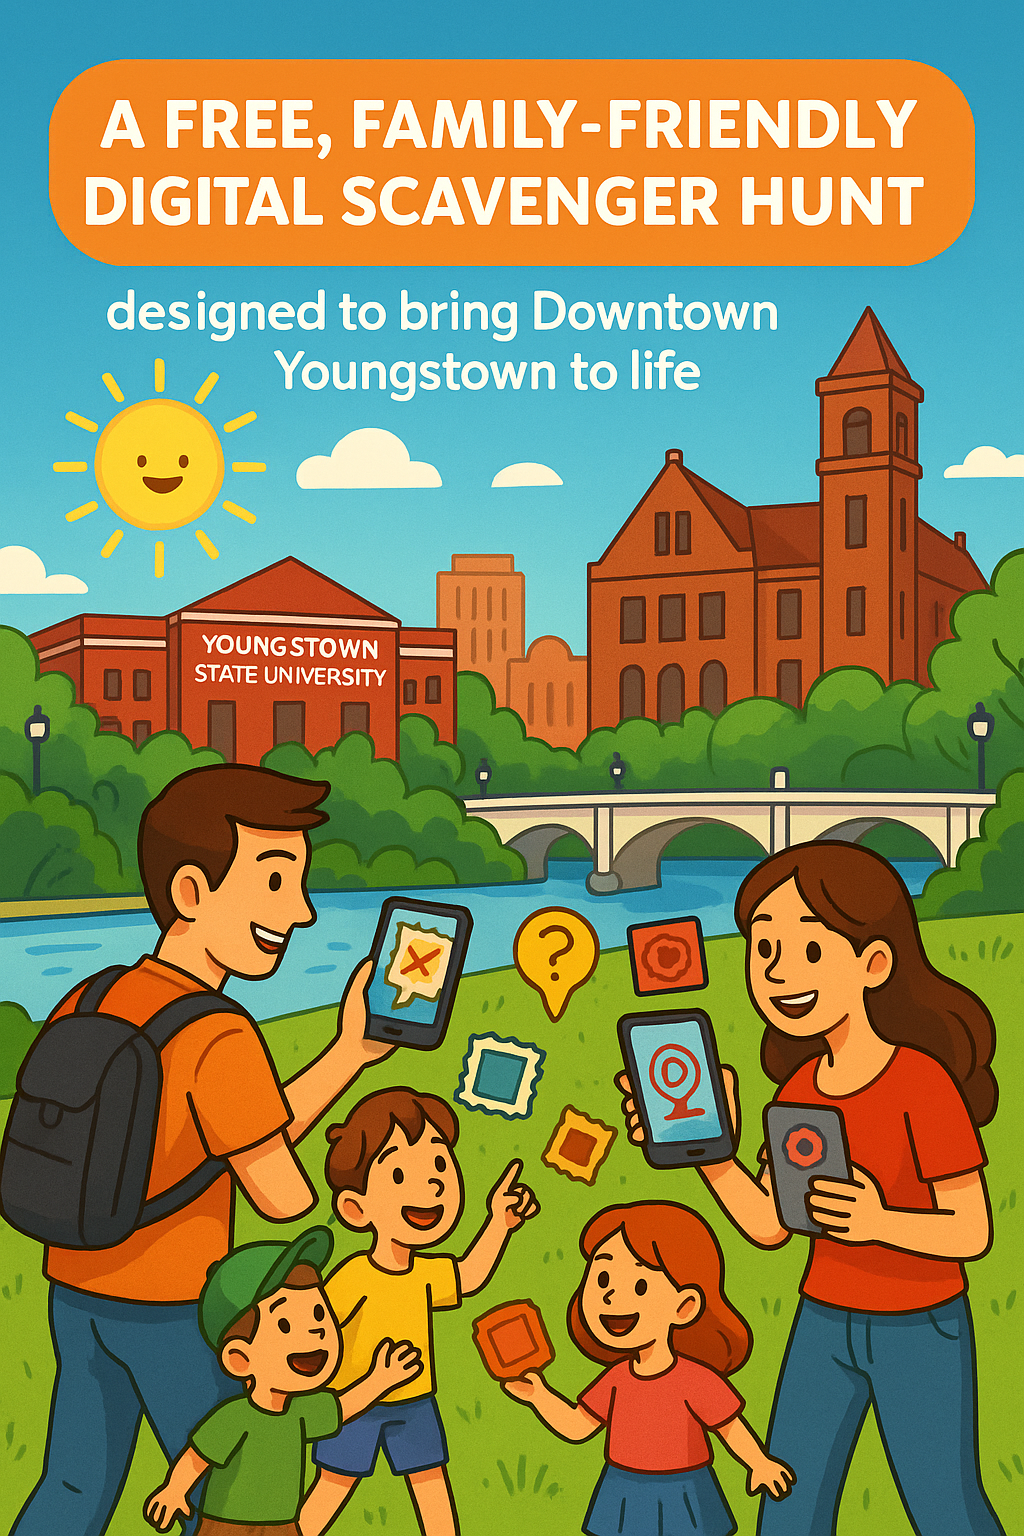 A FREE, FAMILY-FRIENDLY
DIGITAL SCAVENGER HUNT
designed to bring Downtown
Youngstown to life
YOUNGSTOWN
STATE UNIVERSITY
?